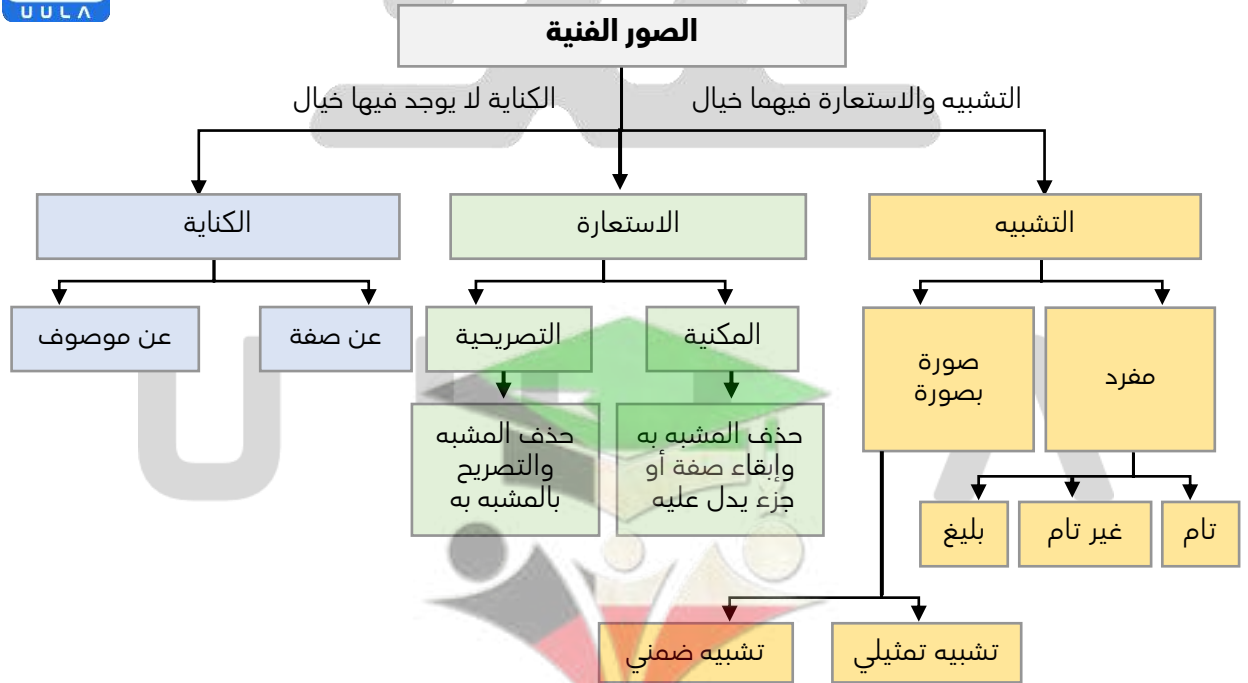 UULA
الصور الفنية
التشبيه والاستعارة فيهما خيال
الكناية لا يوجد فيها خيال
التشبيه
الاستعارة
الكناية
مفرد
صورة
بصورة
المكنية
التصريحية
عن صفة
عن موصوف
حذف المشبه به
وإبقاء صفة أو
جزء يدل عليه
حذف المشبه
والتصريح
بالمشبه به
تام
غير تام
بليغ
تشبيه تمثيلي
تشبيه ضمني